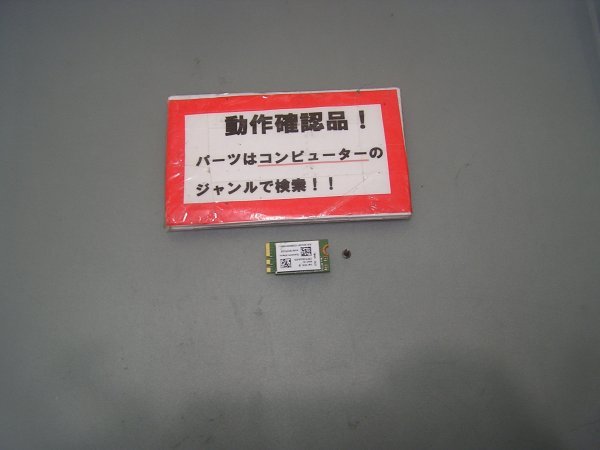 動作確認品！
パーツはコンピューターの
ジャンルで検索！！